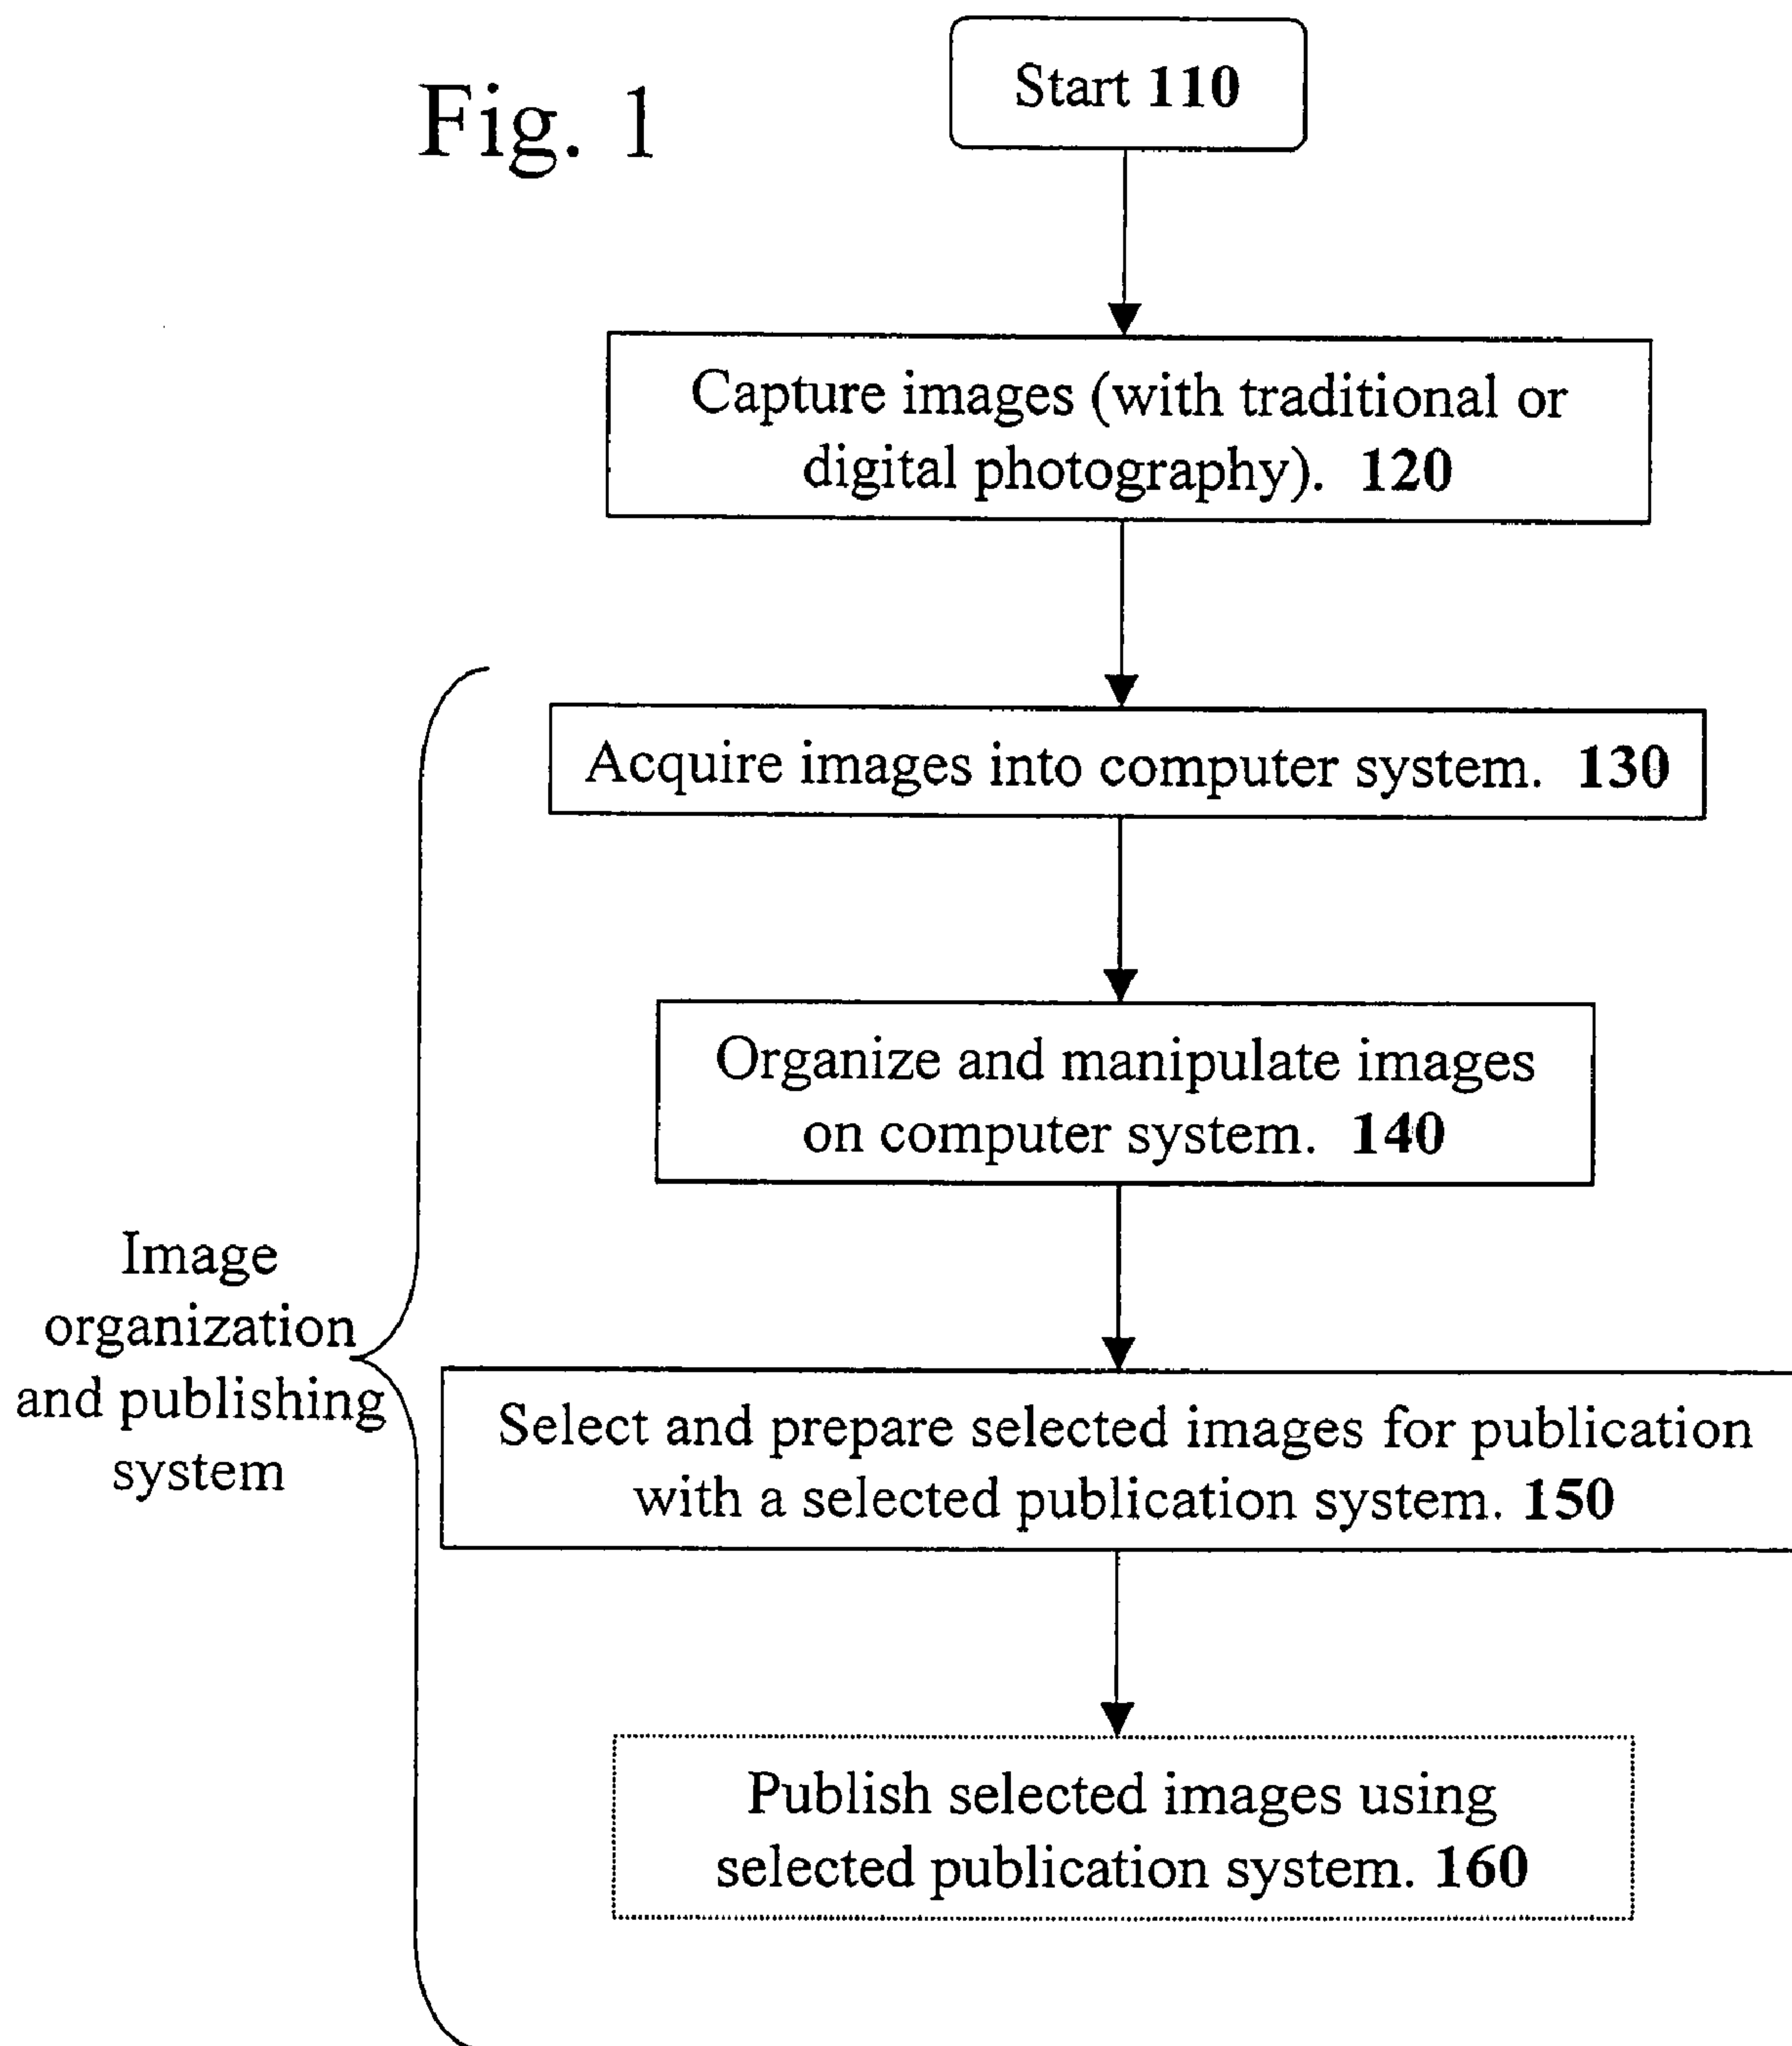 Fig. 1
Start 110
Capture images (with traditional or
digital photography). 120
Acquire images into computer system. 130
Organize and manipulate images
on computer system. 140
Image
organization
and publishing
system
Select and prepare selected images for publication
with a selected publication system. 150
Publish selected images using
selected publication system. 160